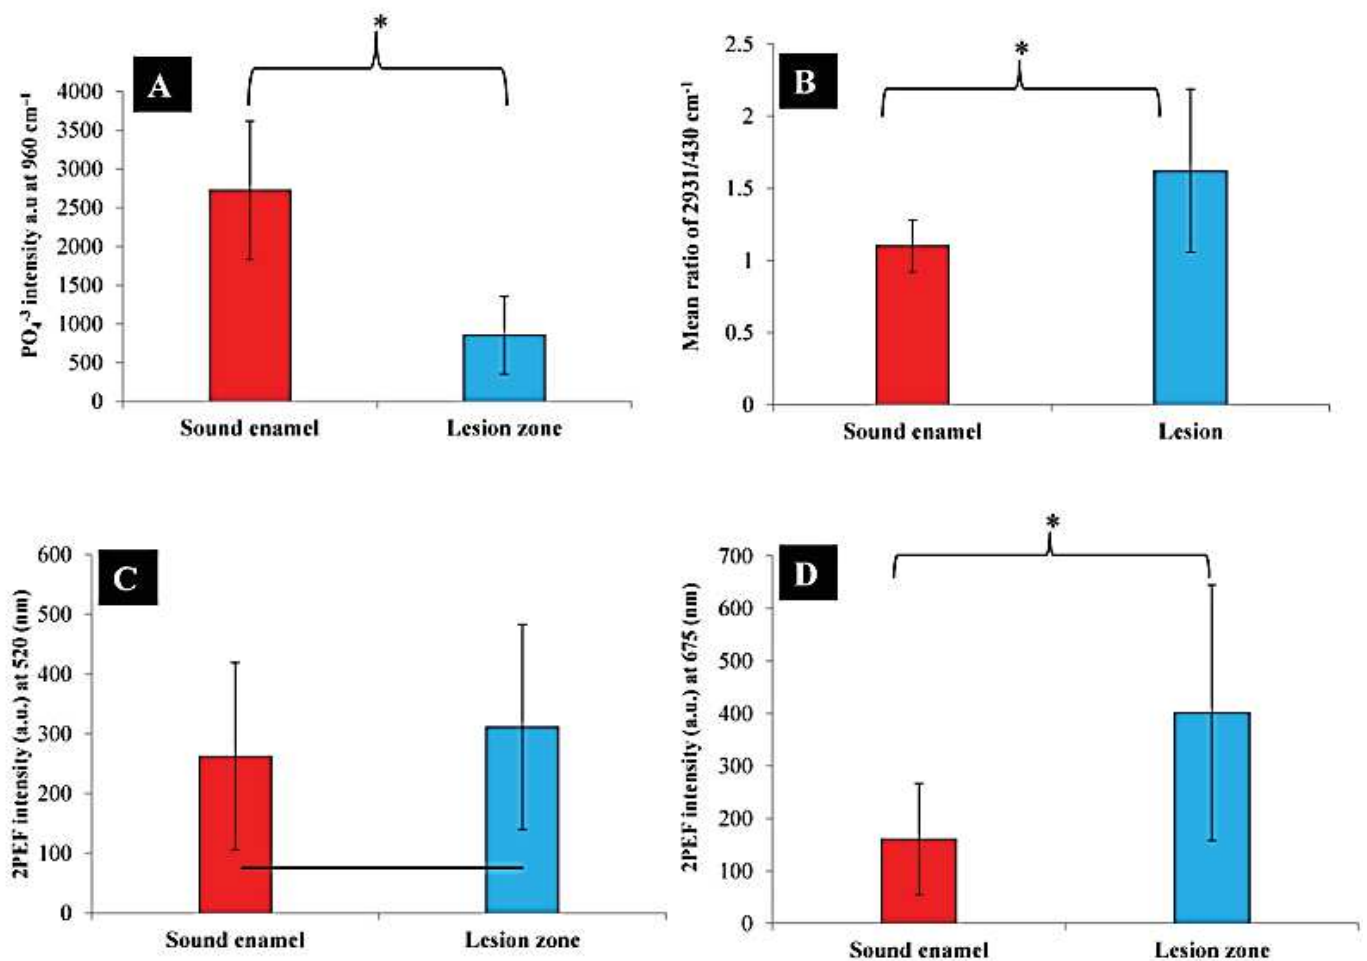 A
*
PO₄⁻³ intensity a.u at 960 cm⁻¹
4000
3500
3000
2500
2000
1500
1000
500
0
Sound enamel
Lesion zone
B
*
Mean ratio of 2931/430 cm⁻¹
2.5
2
1.5
1
0.5
0
Sound enamel
Lesion
C
2PEF intensity (a.u.) at 520 (nm)
600
500
400
300
200
100
0
Sound enamel
Lesion zone
D
*
2PEF intensity (a.u.) at 675 (nm)
700
600
500
400
300
200
100
0
Sound enamel
Lesion zone